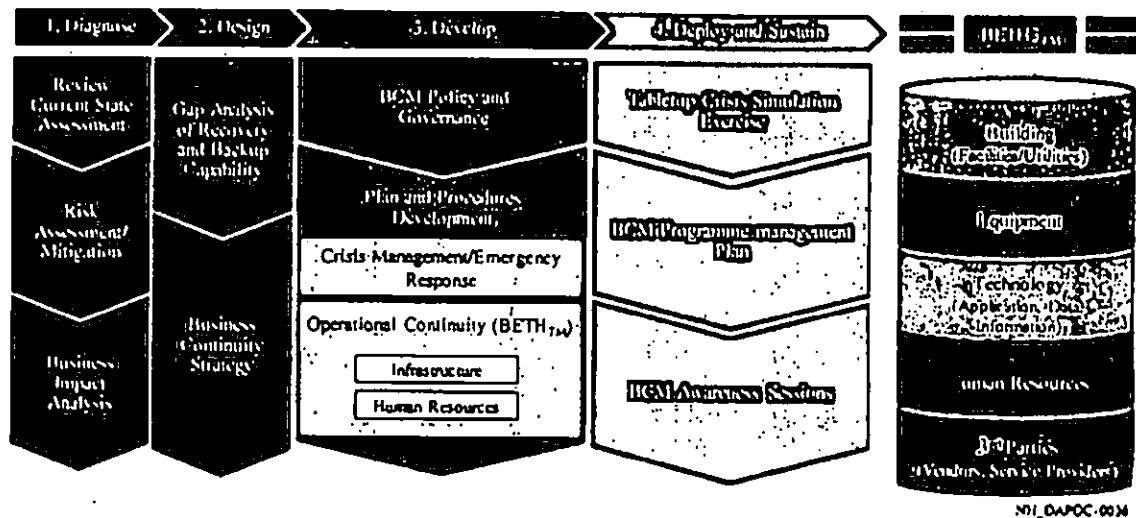 1. Diagnose
2. Design
3. Develop
4. Deploy and Sustain
BETH3
Review
Current State
Assessment
Risk
Assessment/
Mitigation
Business
Impact
Analysis
Gap Analysis
of Recovery
and Backup
Capability
Business
Continuity
Strategy
BCM Policy and
Governance
Plan and Procedures
Development
Crisis Management/Emergency
Response
Operational Continuity (BETH
Infrastructure
Human Resources
Tabletop Crisis Simulation
Exercise
BCM Programme management
Plan
BCM Awareness Sessions
Building
(Facilities/Utilities)
Equipment
Technology
(Application, Data,
Information)
uman Resources
Parties
(Vendors, Service Providers)